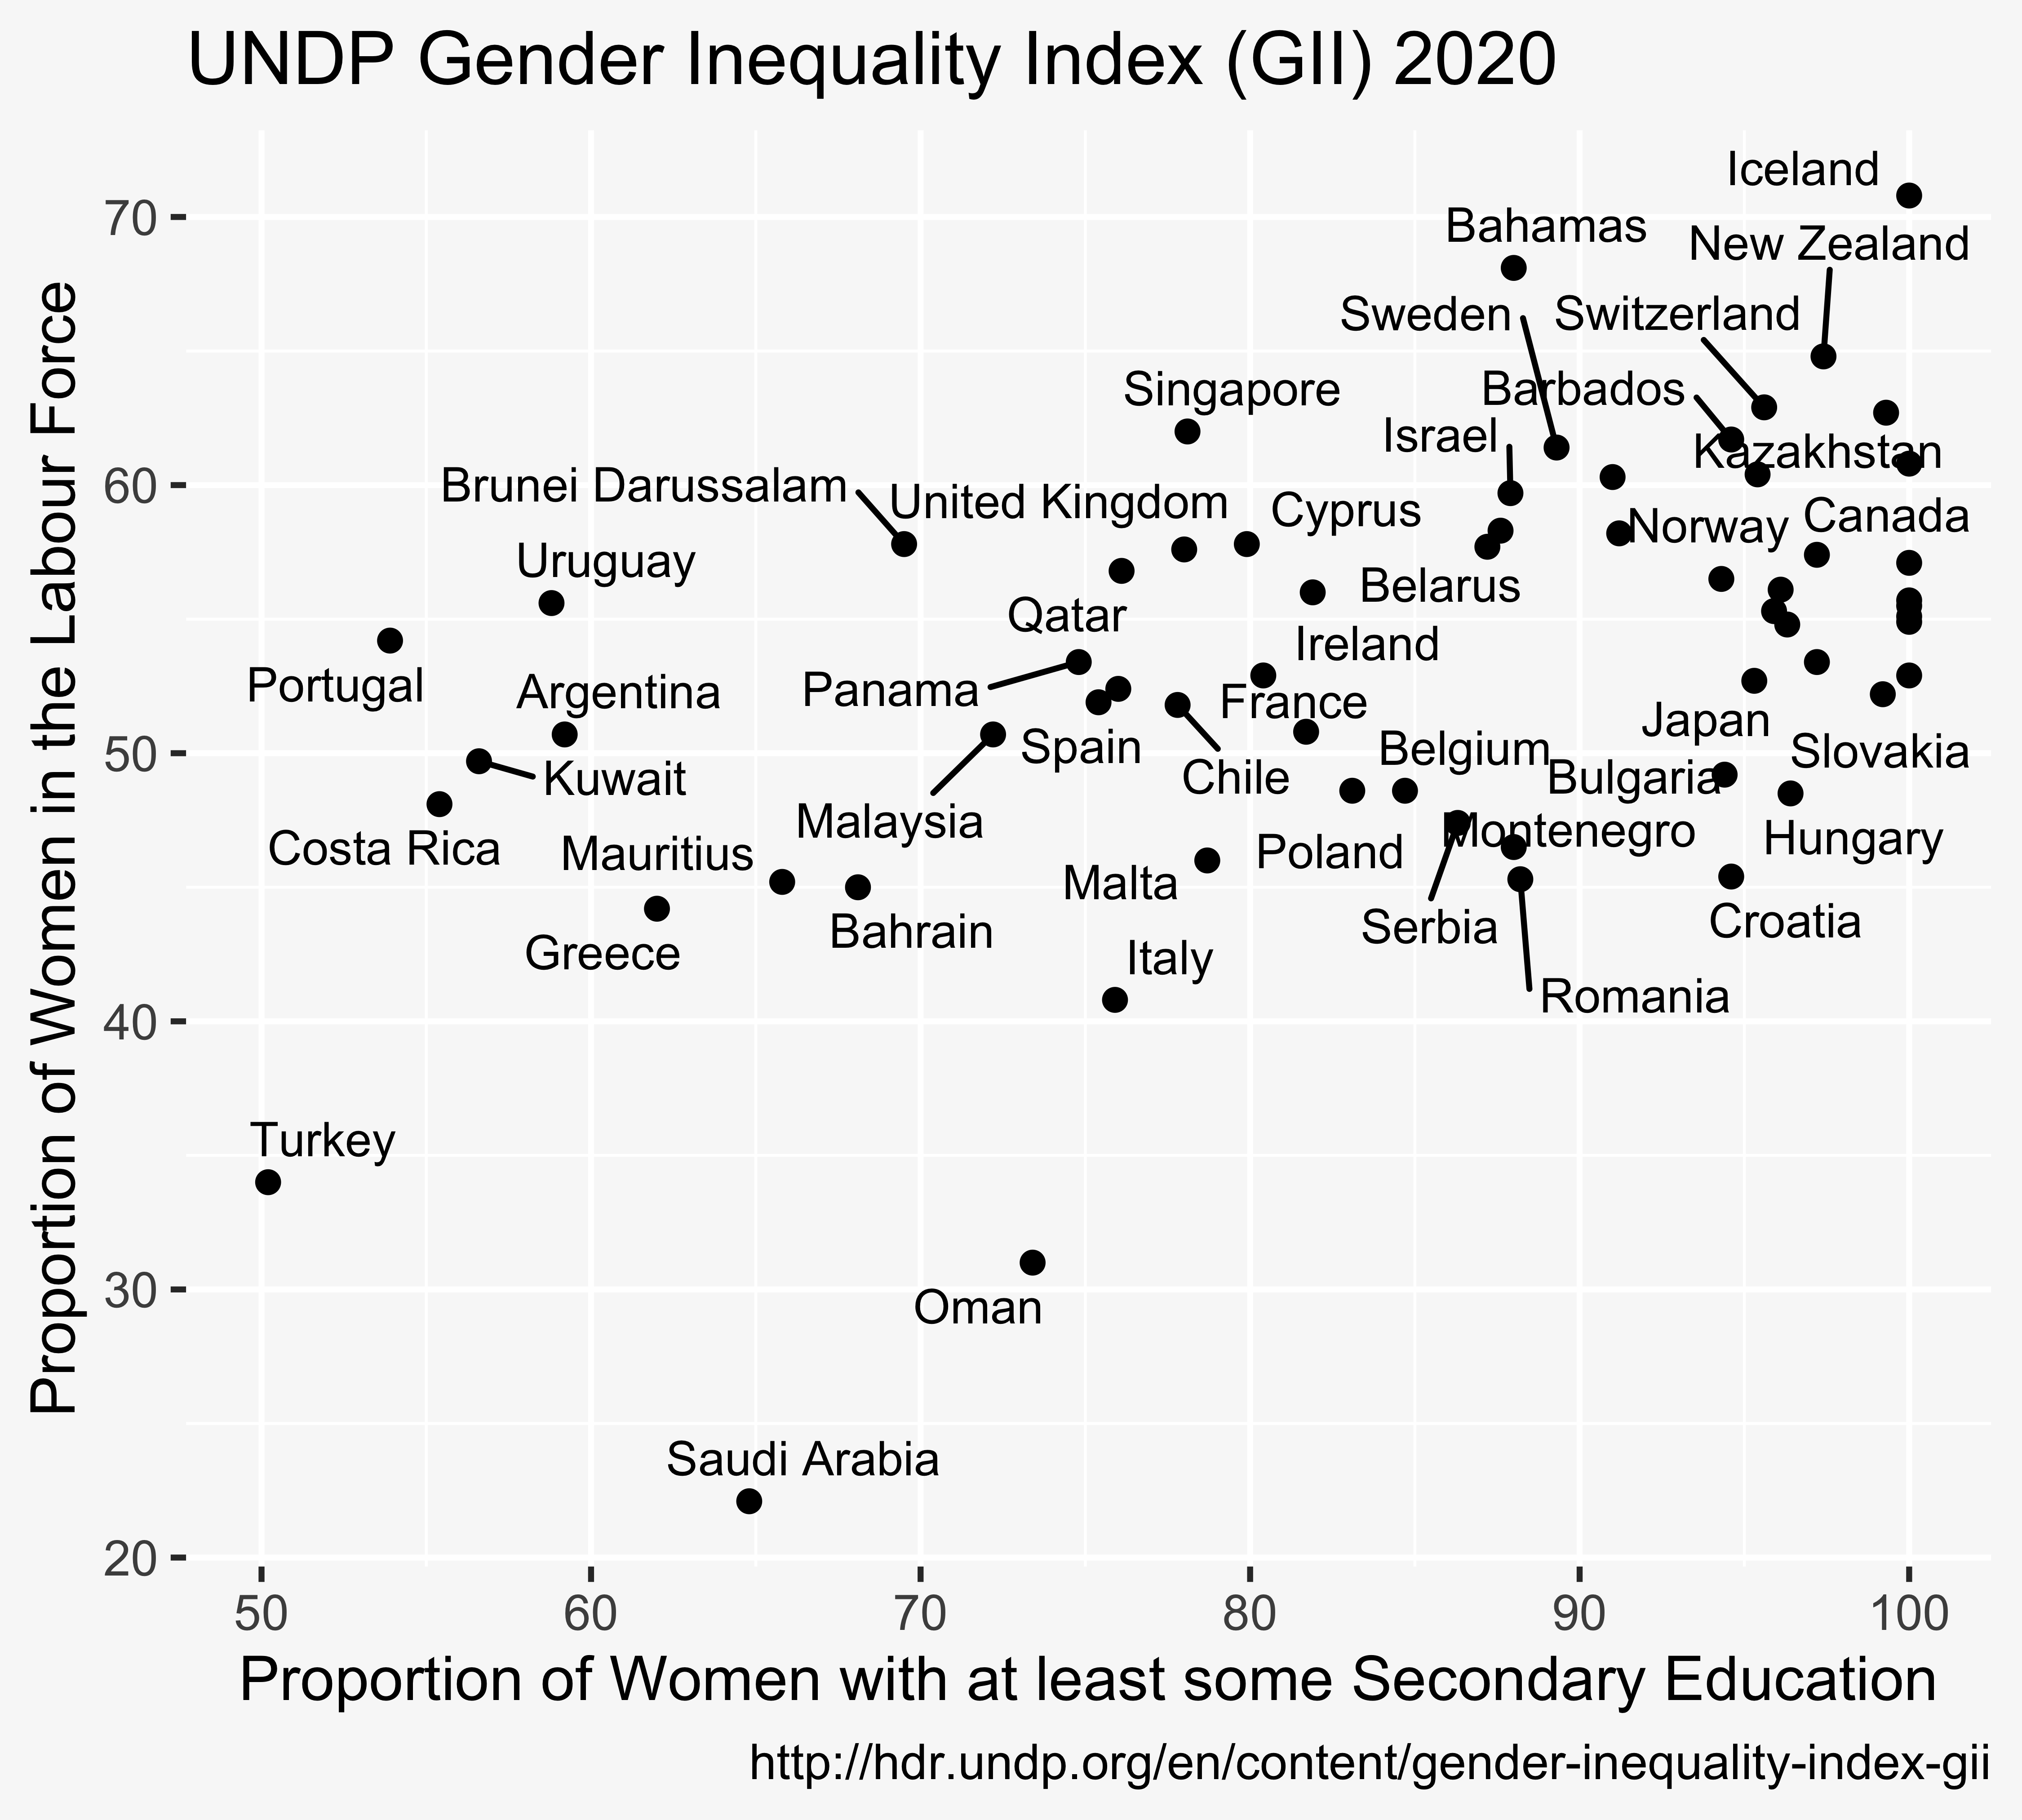 UNDP Gender Inequality Index (GII) 2020
Iceland
Bahamas
New Zealand
Sweden
Switzerland
Singapore
Barbados
Israel
Kazakhstan
Brunei Darussalam
United Kingdom
Cyprus
Norway
Canada
Uruguay
Belarus
Qatar
Ireland
Portugal
Argentina
Panama
France
Japan
Spain
Belgium
Slovakia
Kuwait
Chile
Bulgaria
Malaysia
Montenegro
Hungary
Costa Rica
Mauritius
Poland
Malta
Greece
Bahrain
Serbia
Croatia
Italy
Romania
Turkey
Oman
Saudi Arabia
70
60
50
40
30
20
Proportion of Women in the Labour Force
50 60 70 80 90 100
Proportion of Women with at least some Secondary Education
http://hdr.undp.org/en/content/gender-inequality-index-gii